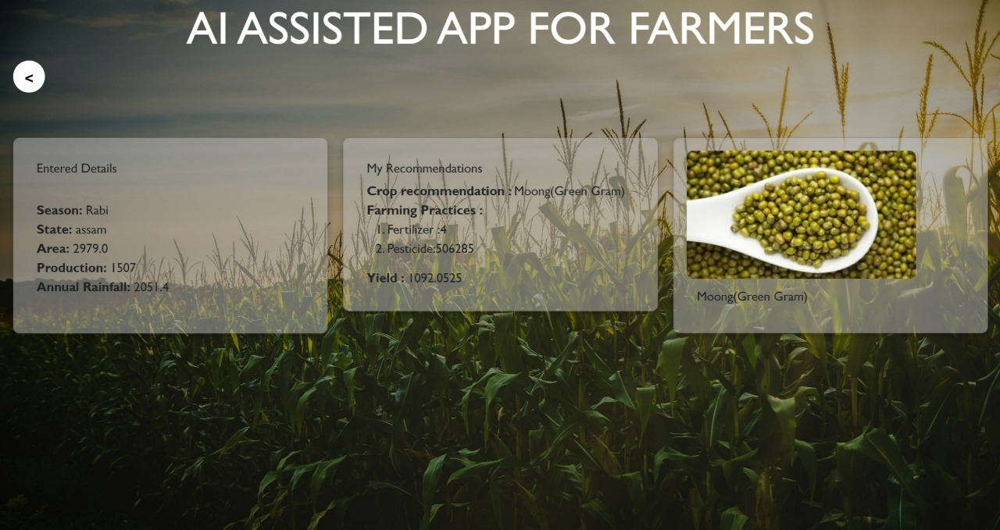 AI ASSISTED APP FOR FARMERS
<
Entered Details
Season: Rabi
State: assam
Area: 2979.0
Production: 1507
Annual Rainfall: 2051.4
My Recommendations
Crop recommendation : Moong(Green Gram)
Farming Practices :
1. Fertilizer :4
2. Pesticide:506285
Yield : 1092.0525
Moong(Green Gram)